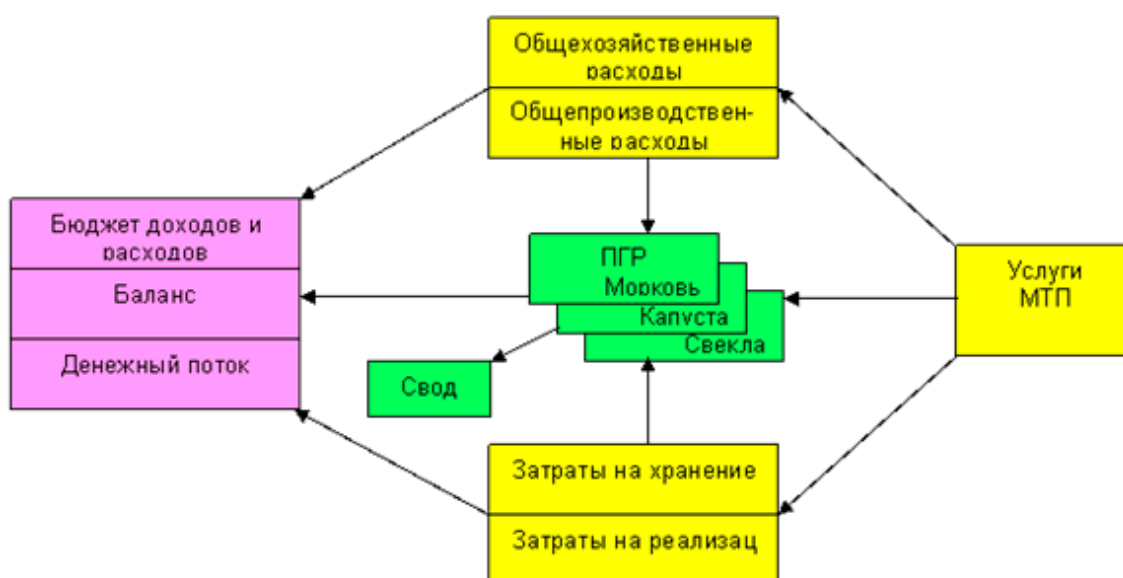 Общехозяйственные
расходы
Общепроизводствен-
ные расходы
Бюджет доходов и
расходов
Баланс
Денежный поток
ПГР
Морковь
Капуста
Свекла
Свод
Услуги
МТП
Затраты на хранение
Затраты на реализац